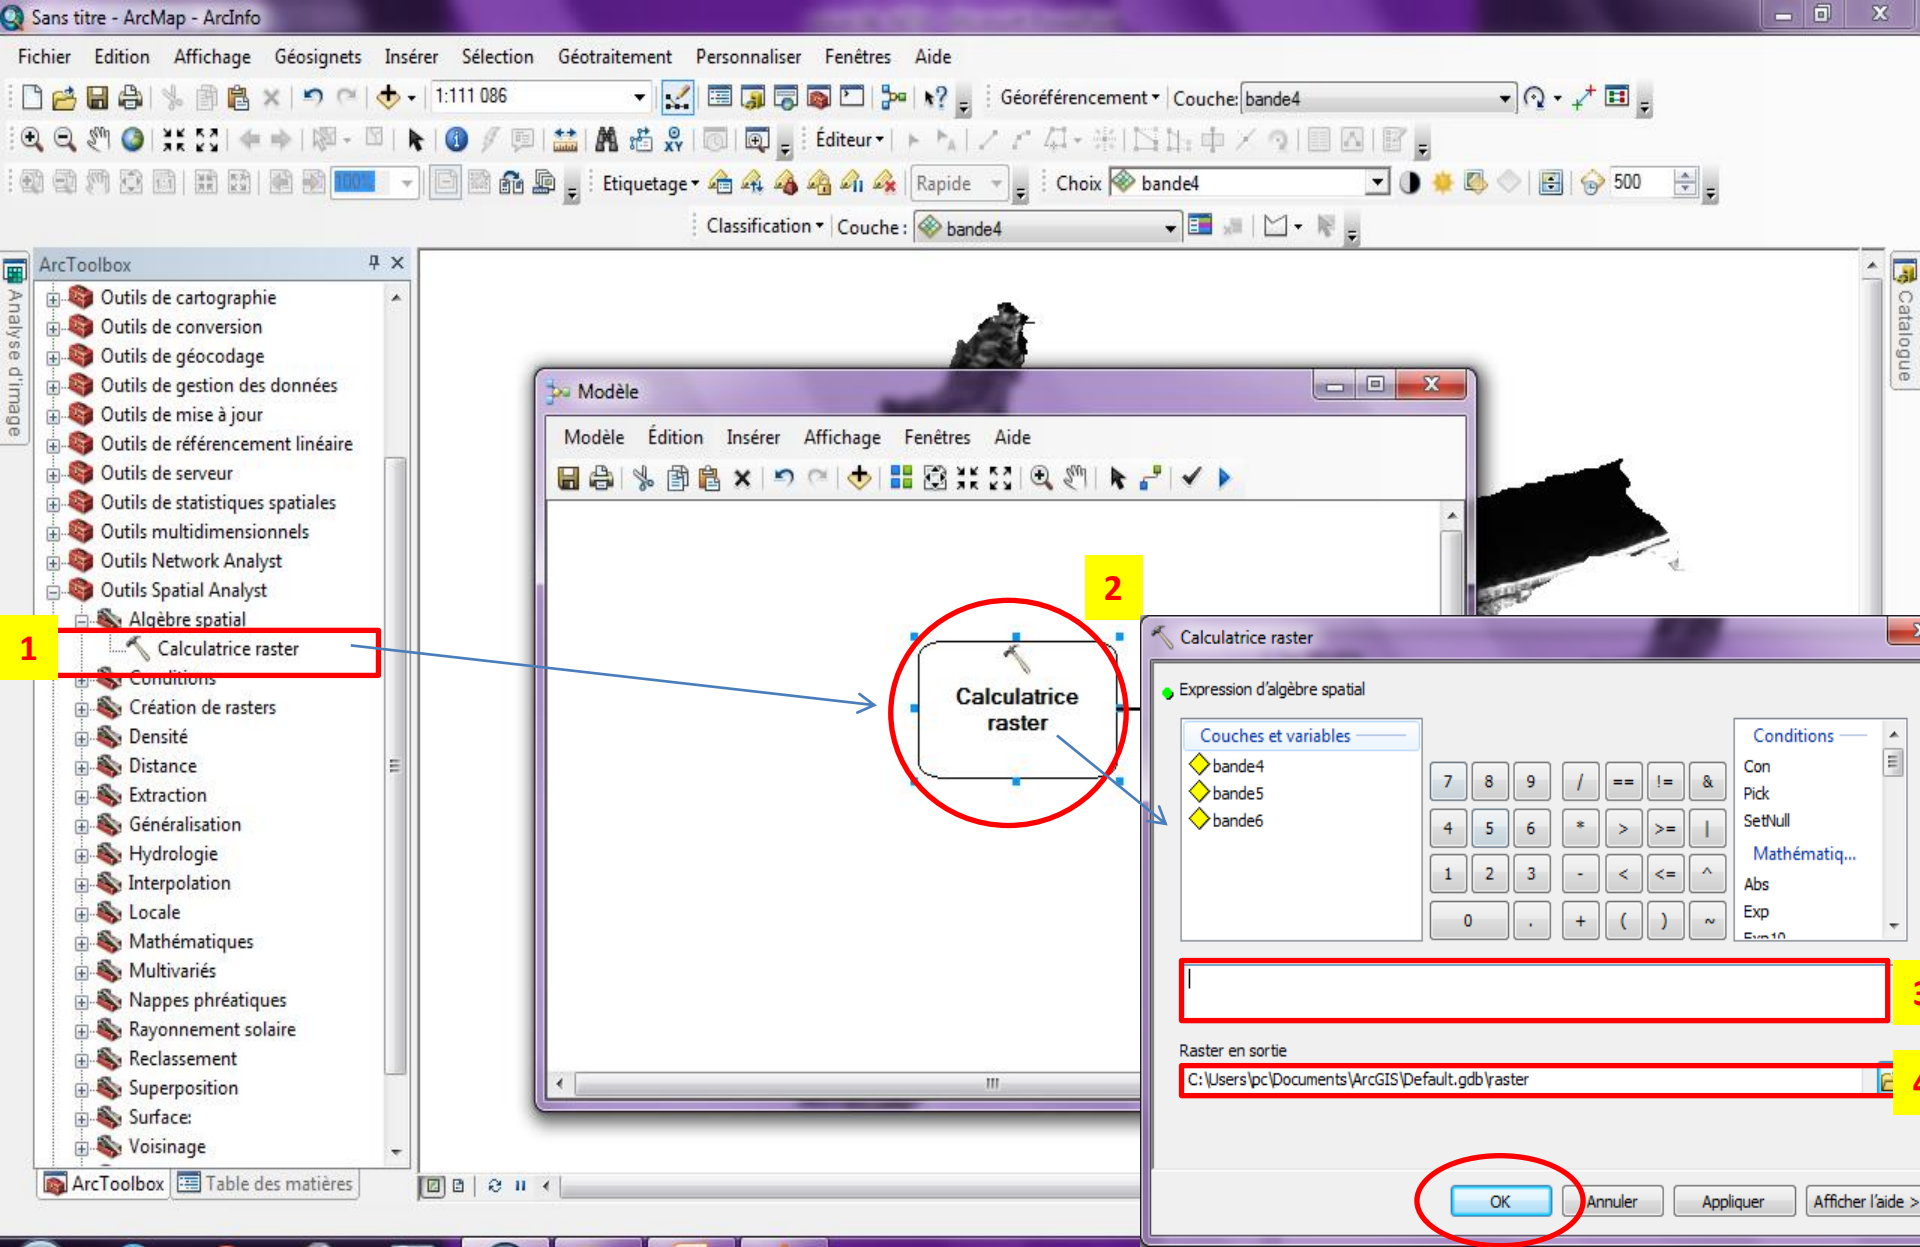 Sans titre - ArcMap - ArcInfo
Fichier Edition Affichage Géosignets Insérer Sélection Géotraitement Personnaliser Fenêtres Aide
1:111 086 Géoréférencement Couche: bande4
Éditeur
100% Etiquetage Rapide Choix bande4 500
Classification Couche : bande4
ArcToolbox
Analyse d'image
Catalogue
Outils de cartographie
Outils de conversion
Outils de géocodage
Outils de gestion des données
Outils de mise à jour
Outils de référencement linéaire
Outils de serveur
Outils de statistiques spatiales
Outils multidimensionnels
Outils Network Analyst
Outils Spatial Analyst
Algèbre spatial
1
Calculatrice raster
Conditions
Création de rasters
Densité
Distance
Extraction
Généralisation
Hydrologie
Interpolation
Locale
Mathématiques
Multivariés
Nappes phréatiques
Rayonnement solaire
Reclassement
Superposition
Surface:
Voisinage
ArcToolbox Table des matières
Modèle
Modèle Édition Insérer Affichage Fenêtres Aide
2
Calculatrice
raster
Calculatrice raster
Expression d'algèbre spatial
Couches et variables
bande4
bande5
bande6
7 8 9 / == != &
4 5 6 * > >= |
1 2 3 - < <= ^
0 . + ( ) ~
Conditions
Con
Pick
SetNull
Mathématiq...
Abs
Exp
Exp10
3
Raster en sortie
C:\Users\pc\Documents\ArcGIS\Default.gdb\raster
4
OK Annuler Appliquer Afficher l'aide >